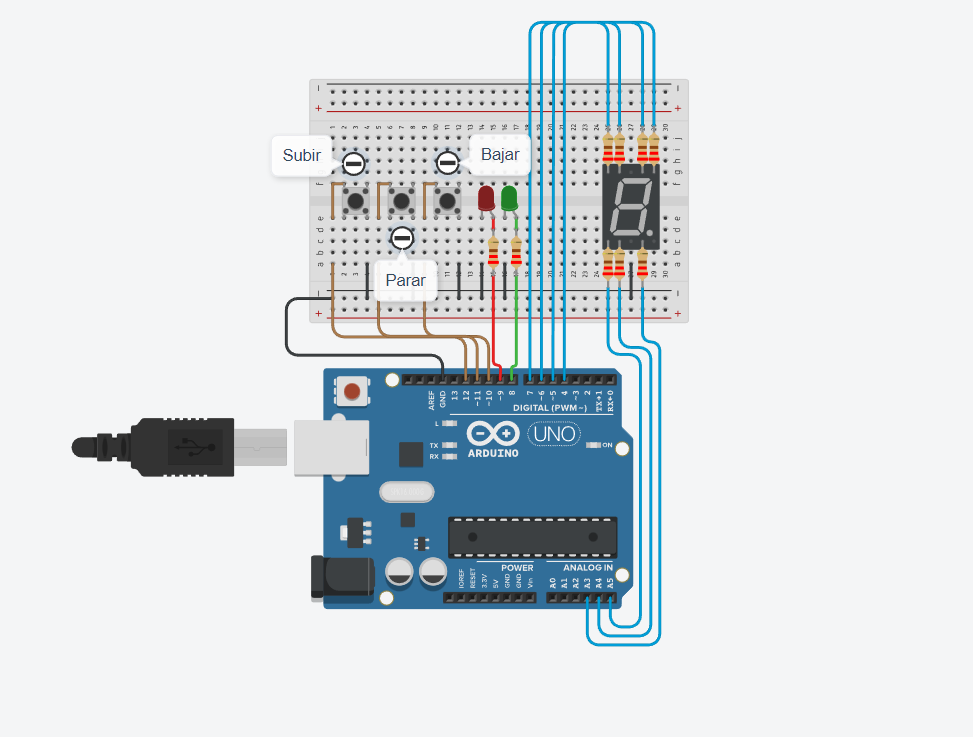 Subir
Bajar
Parar
AREF
GND
13
12
~11
~10
~9
8
7
~6
~5
4
~3
2
TX→1
RX←0
DIGITAL (PWM~)
L
TX
RX
ARDUINO
UNO
ON
POWER
ANALOG IN
IOREF
RESET
3.3V
5V
GND
GND
Vin
A0
A1
A2
A3
A4
A5